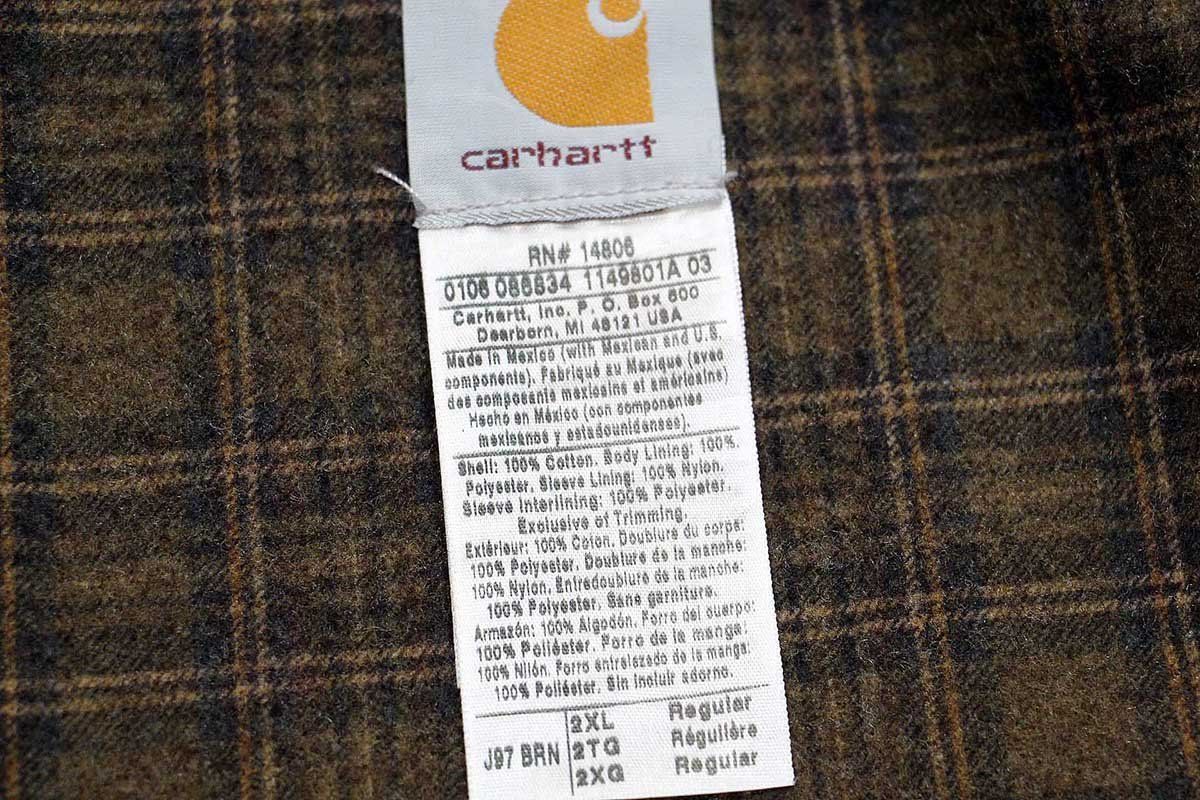 carhartt
RN# 14806
0106 086834 1149801A 03
Carhartt, Inc. P. O. Box 600
Dearborn, MI 48121 USA
Made in Mexico (with Mexican and U.S.
components). Fabriqué au Mexique (avec
des composants mexicains et américains)
Hecho en México (con componentes
mexicanos y estadounidenses).
Shell: 100% Cotton. Body Lining: 100%
Polyester. Sleeve Lining: 100% Nylon.
Sleeve Interlining: 100% Polyester.
Exclusive of Trimming.
Extérieur: 100% Coton. Doublure du corps:
100% Polyester. Doublure de la manche:
100% Nylon. Entredoublure de la manche:
100% Polyester. Sans garniture.
Armazón: 100% Algodón. Forro del cuerpo:
100% Poliéster. Forro de la manga:
100% Nilón. Forro entrelazado de la manga:
100% Poliéster. Sin incluir adorno.
J97 BRN
2XL Regular
2TG Régulière
2XG Regular